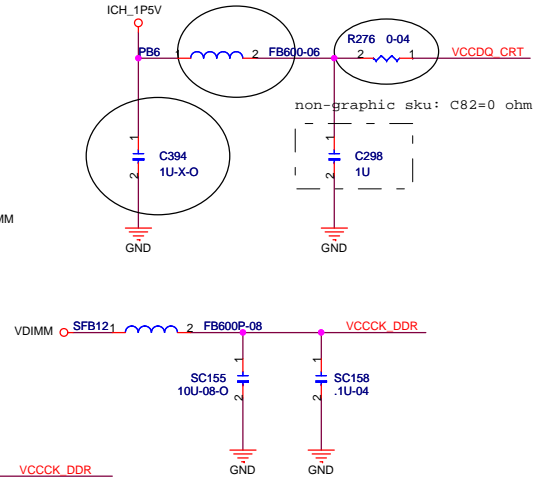 ICH_1P5V
PB6 1 2 FB600-06
R276 0-04
2 1
VCCDQ_CRT
non-graphic sku: C82=0 ohm
1
C394
1U-X-O
2
GND
1
C298
1U
2
GND
MM
VDIMM SFB12 1 2 FB600P-08 VCCCK_DDR
1
SC155
10U-08-O
2
GND
1
SC158
.1U-04
2
GND
VCCCK_DDR